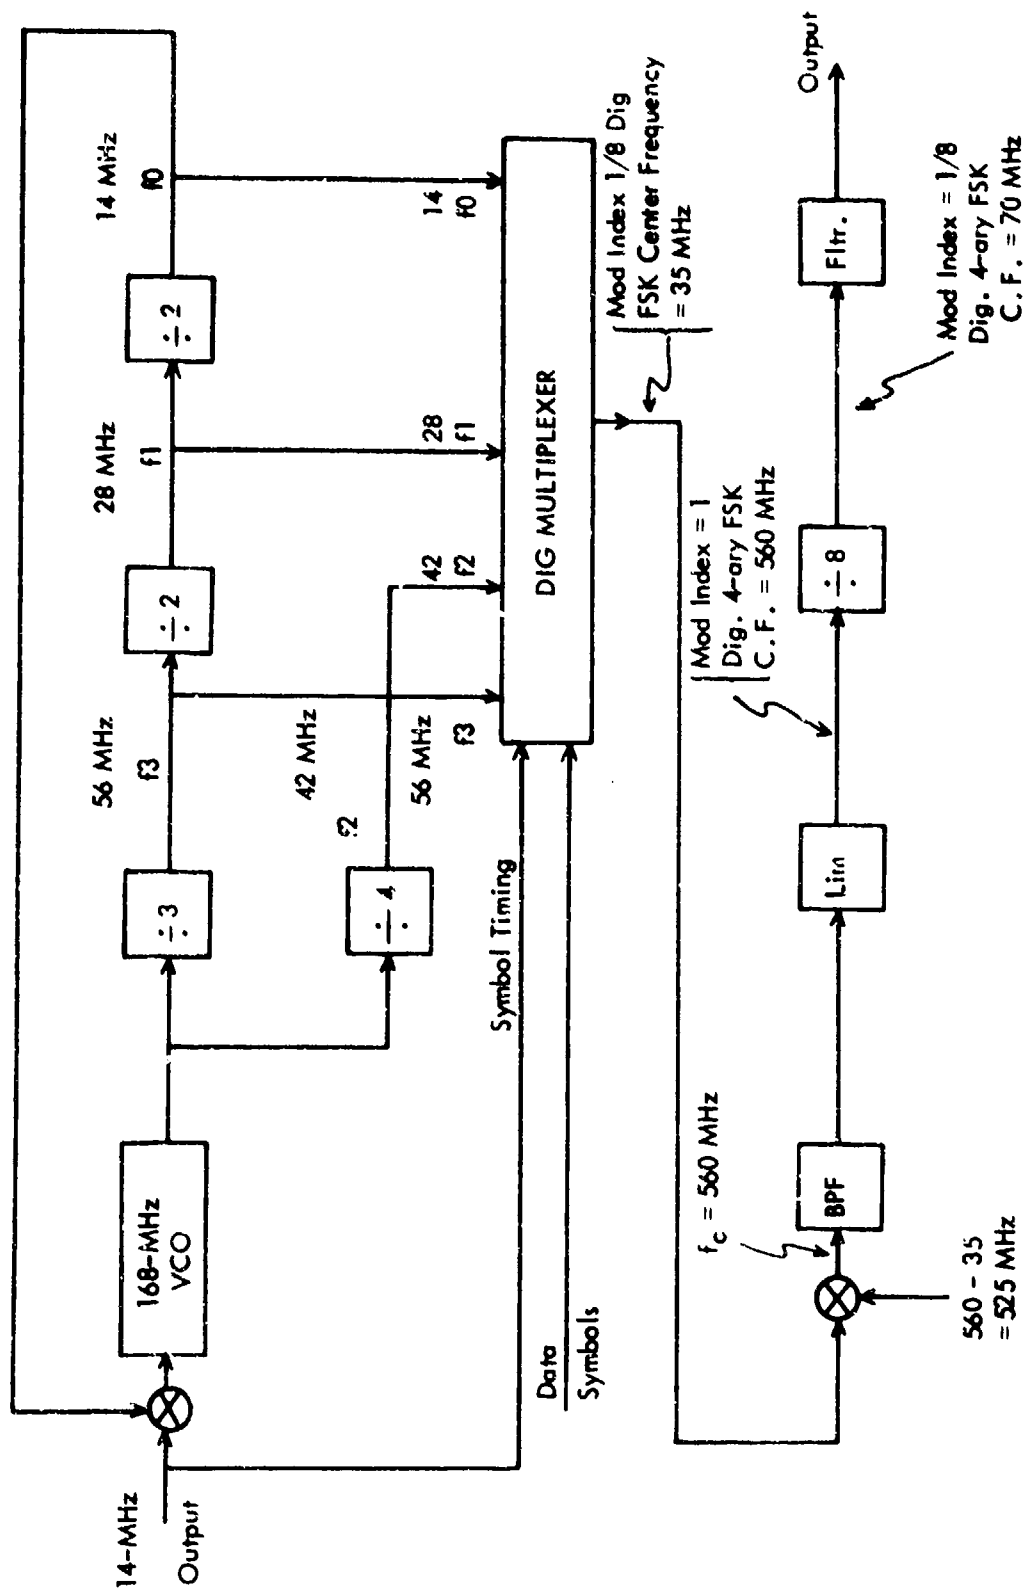 14-MHz
Output
168-MHz
VCO
÷ 3
56 MHz
f3
÷ 2
28 MHz
f1
÷ 2
14 MHz
f0
÷ 4
f2
42 MHz
56 MHz
f3
42
f2
28
f1
14
f0
Symbol Timing
Data
Symbols
DIG MULTIPLEXER
Mod Index 1/8 Dig
FSK Center Frequency
= 35 MHz
560 - 35
= 525 MHz
fc = 560 MHz
BPF
Lim
Mod Index = 1
Dig. 4-ary FSK
C.F. = 560 MHz
÷ 8
Mod Index = 1/8
Dig. 4-ary FSK
C.F. = 70 MHz
Fltr.
Output